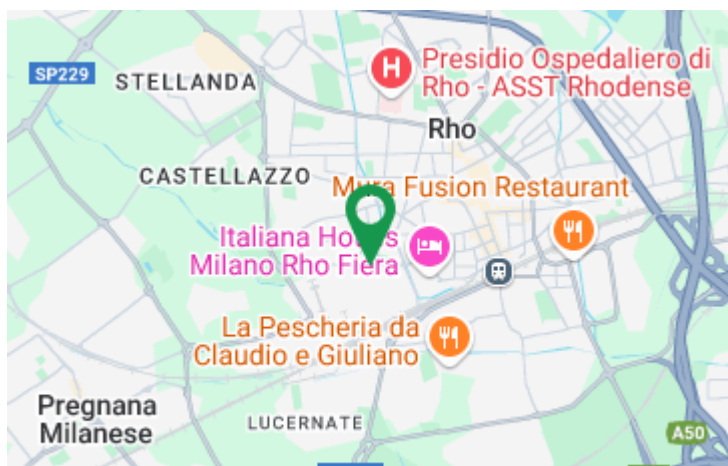 SP229
STELLANDA
H
Presidio Ospedaliero di
Rho - ASST Rhodense
Rho
CASTELLAZZO
Mura Fusion Restaurant
Italiana Hotels
Milano Rho Fiera
La Pescheria da
Claudio e Giuliano
Pregnana
Milanese
LUCERNATE
A50